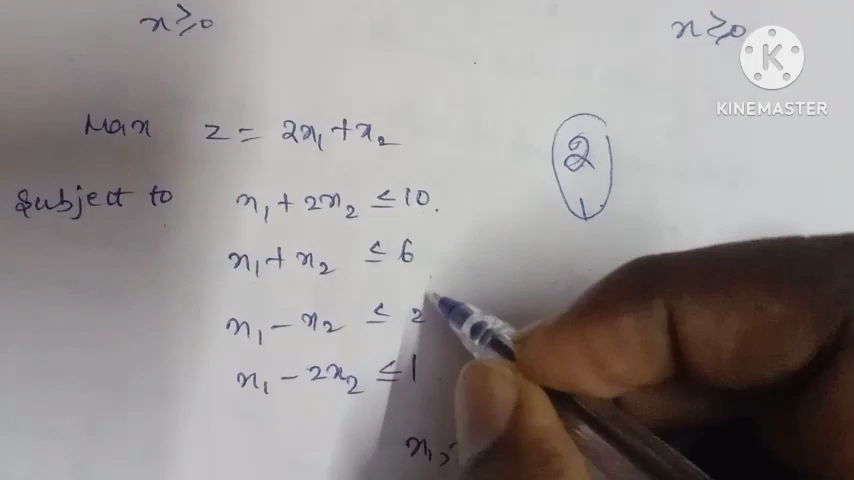 x ≥ 0 x ≥ 0
KINEMASTER
Max Z = 2x₁ + x₂
2
Subject to x₁ + 2x₂ ≤ 10.
x₁ + x₂ ≤ 6
x₁ - x₂ ≤ 2
x₁ - 2x₂ ≤ 1
x₁,